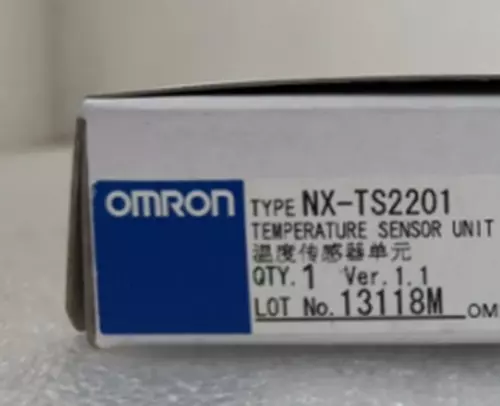 OMRON
TYPE NX-TS2201
TEMPERATURE SENSOR UNIT
温度传感器单元
QTY.1 Ver.1.1
LOT No.13118M OM